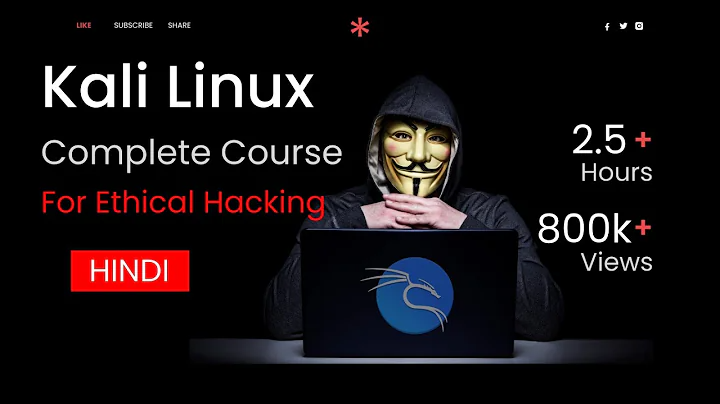 LIKE SUBSCRIBE SHARE
Kali Linux
Complete Course
For Ethical Hacking
HINDI
2.5 +
Hours
800k+
Views